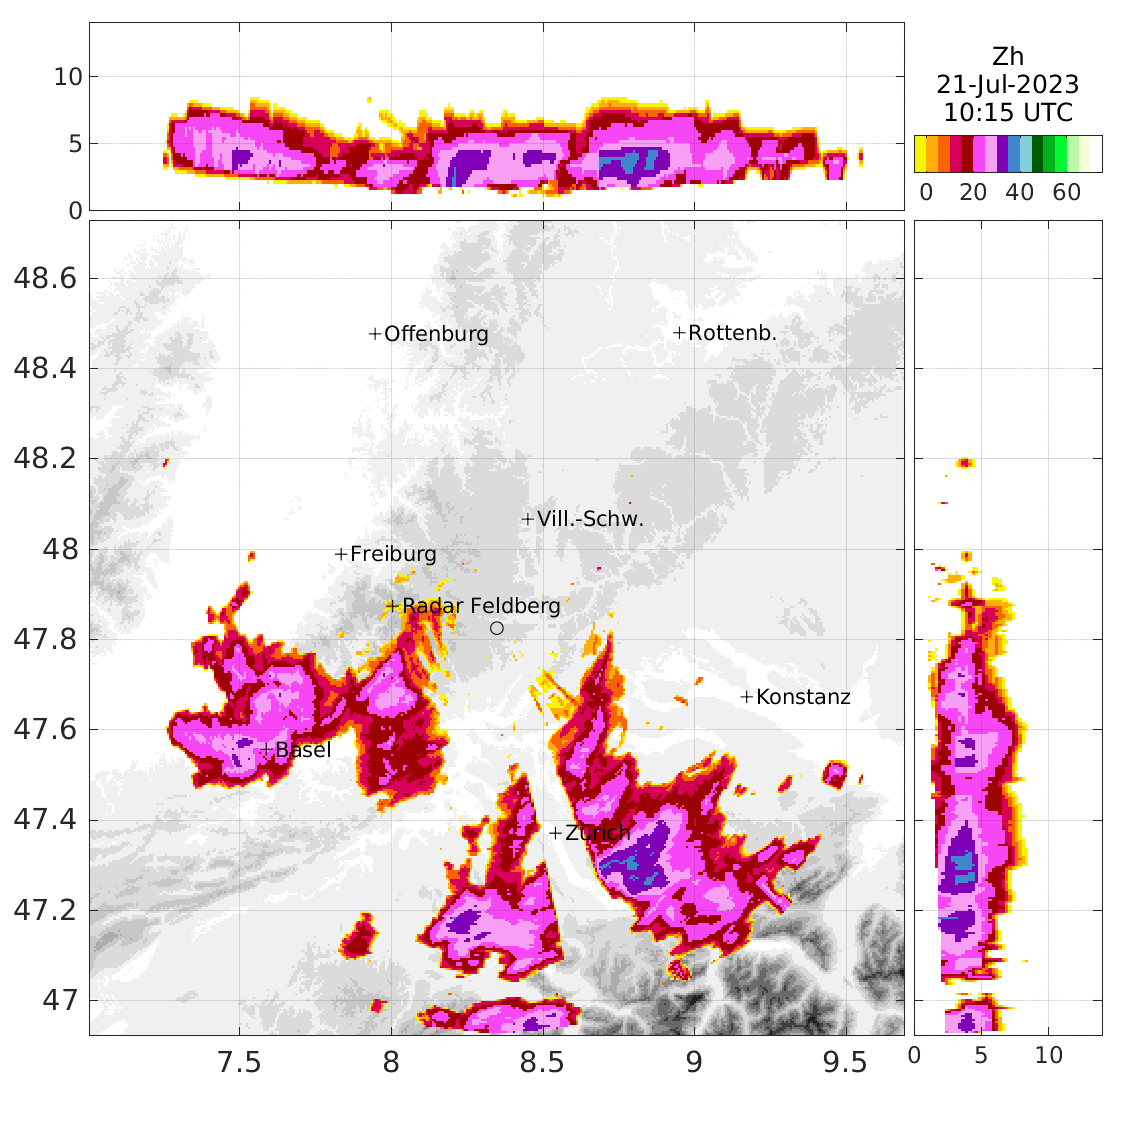 10
5
0
Zh
21-Jul-2023
10:15 UTC
0 20 40 60
48.6
48.4
48.2
48
47.8
47.6
47.4
47.2
47
Offenburg
Rottenb.
Vill.-Schw.
Freiburg
Radar Feldberg
Konstanz
Basel
Zürich
7.5 8 8.5 9 9.5
0 5 10